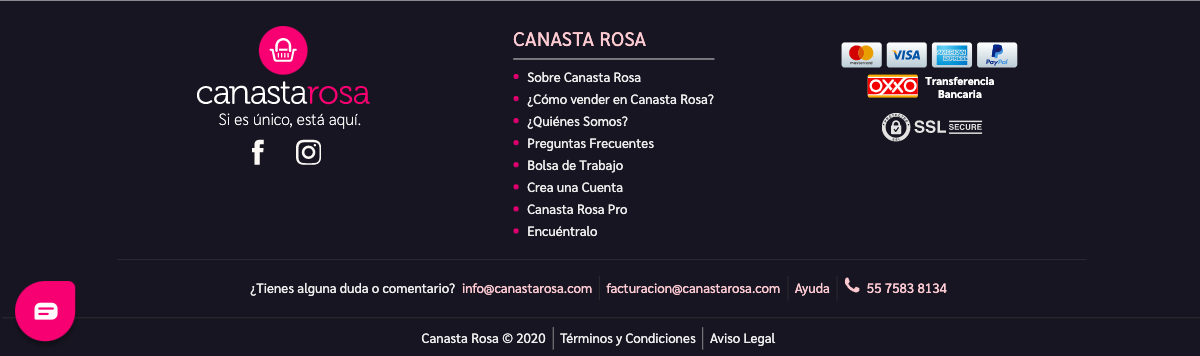 canastarosa
Si es único, está aquí.
CANASTA ROSA
Sobre Canasta Rosa
¿Cómo vender en Canasta Rosa?
¿Quiénes Somos?
Preguntas Frecuentes
Bolsa de Trabajo
Crea una Cuenta
Canasta Rosa Pro
Encuéntralo
mastercard VISA AMERICAN EXPRESS PayPal
OXXO Transferencia
Bancaria
SSL SECURE
¿Tienes alguna duda o comentario? info@canastarosa.com facturacion@canastarosa.com Ayuda 55 7583 8134
Canasta Rosa © 2020 Términos y Condiciones Aviso Legal